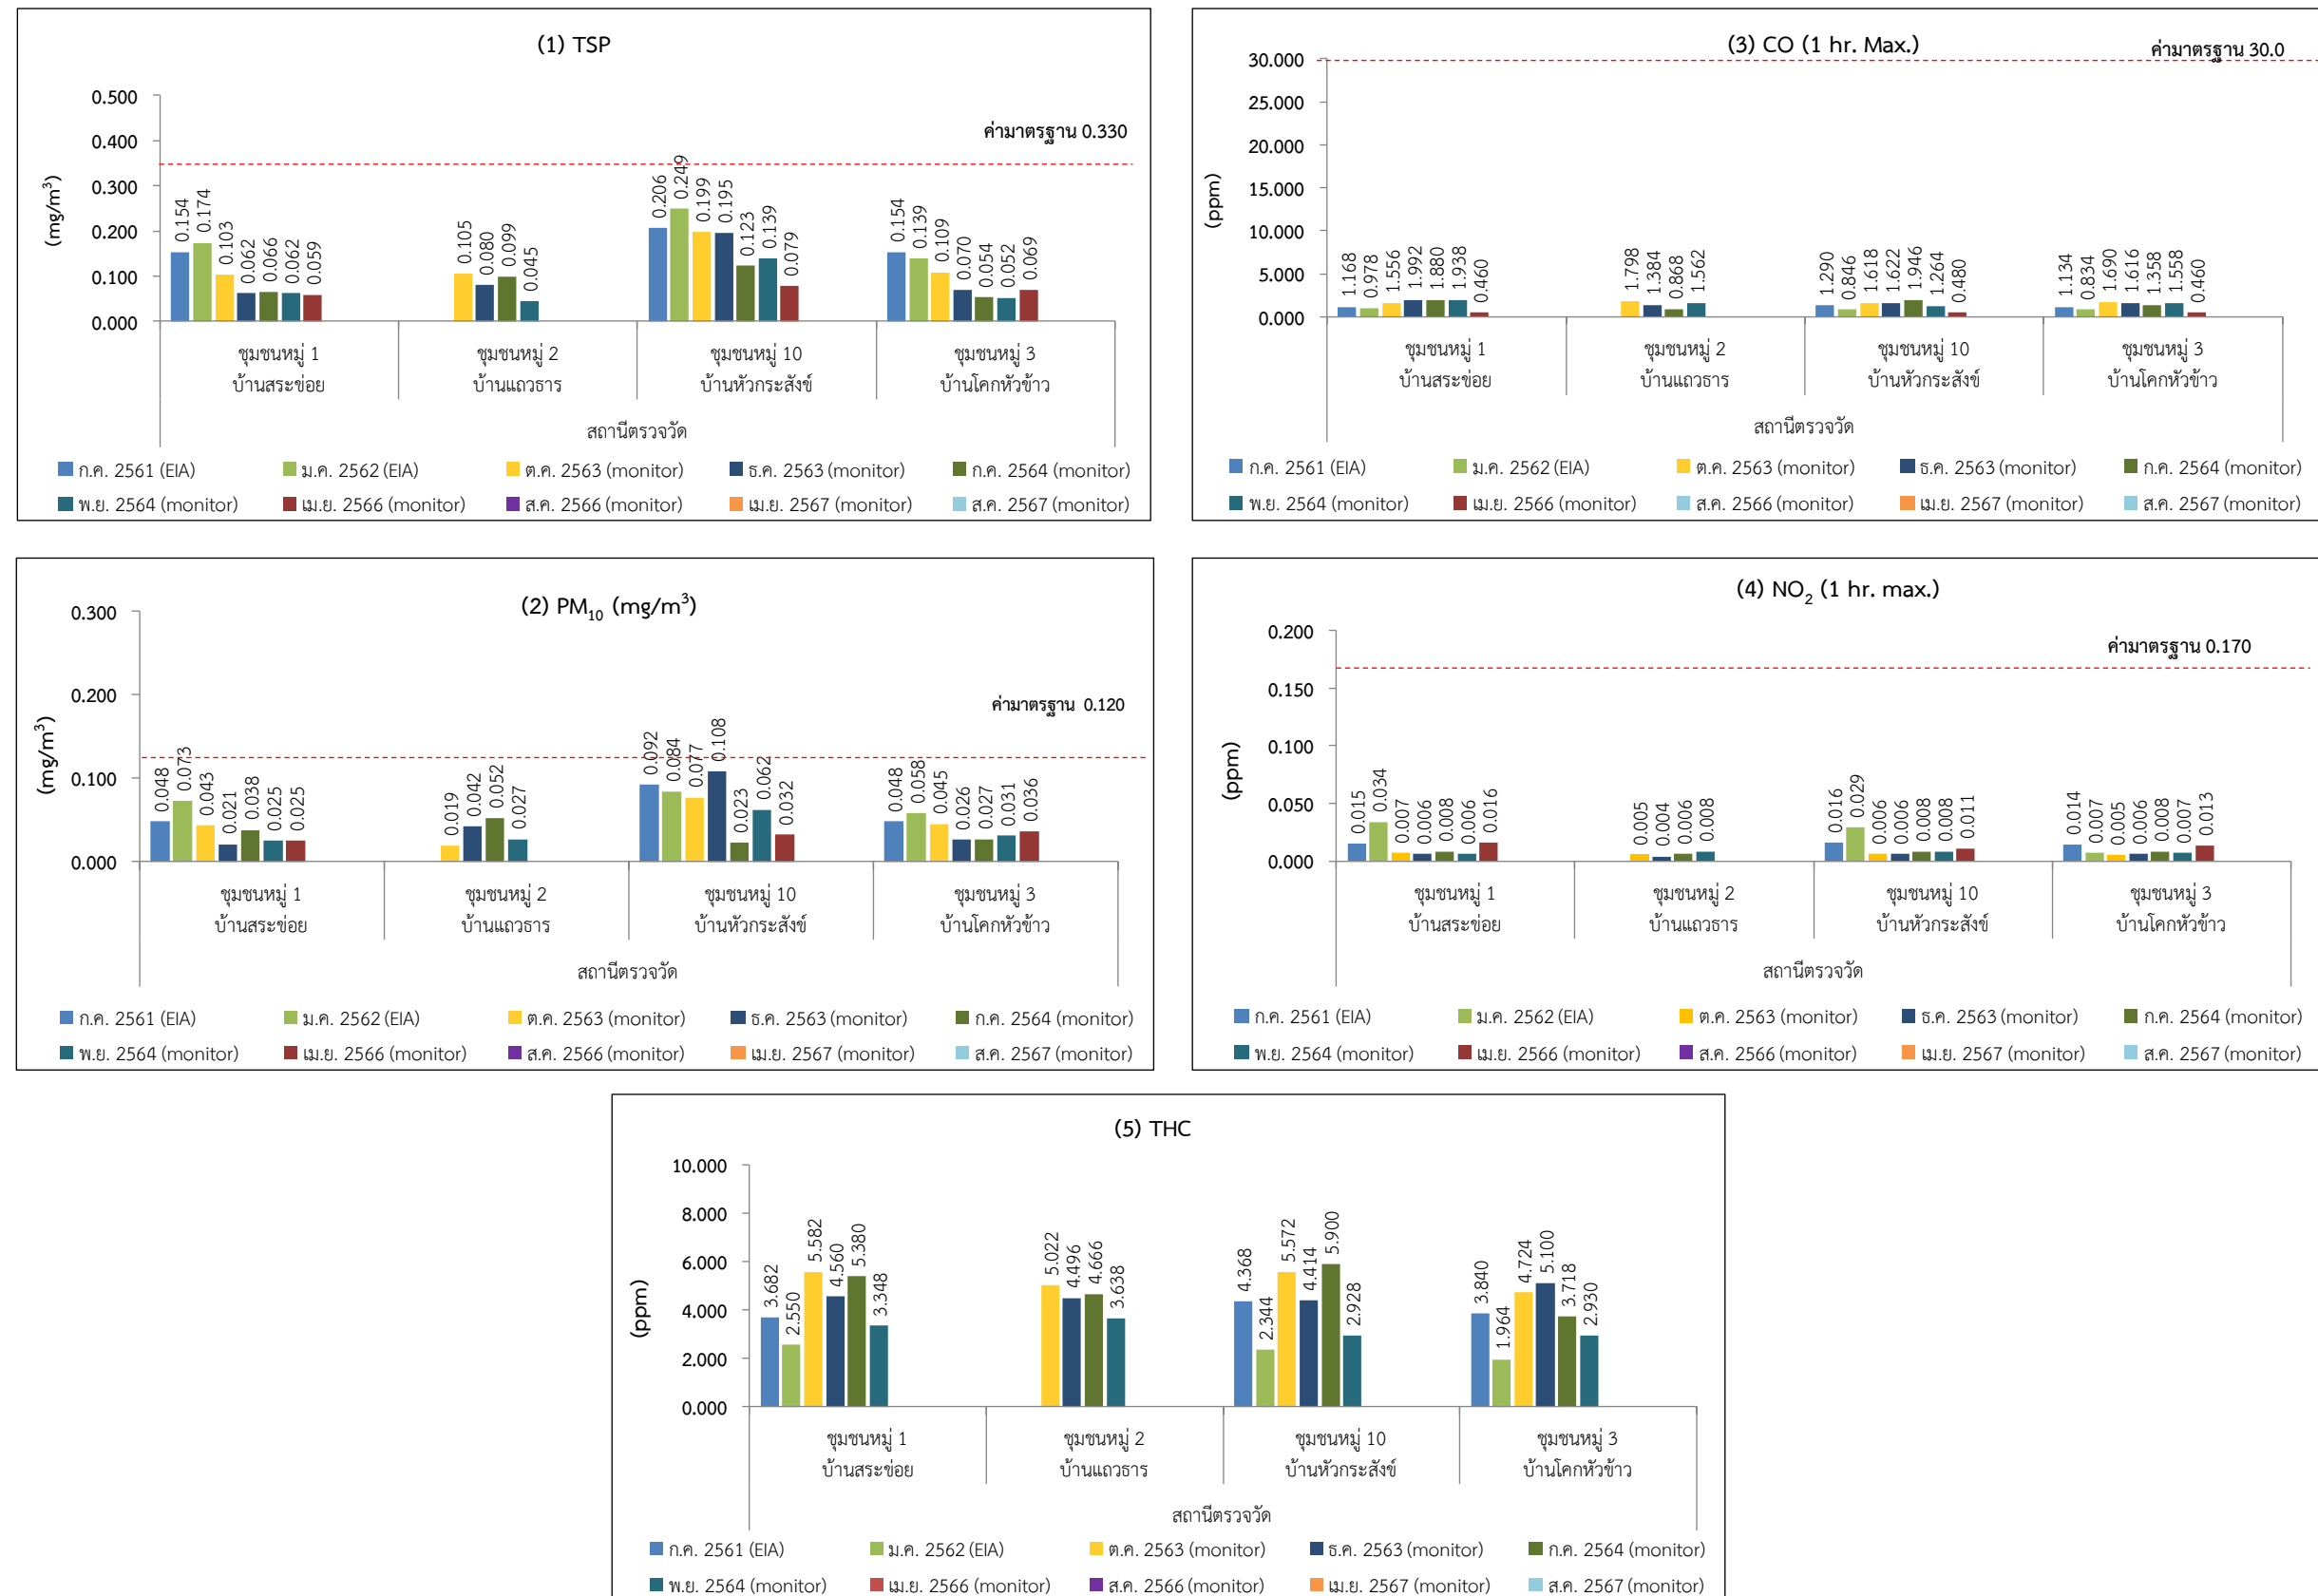 (1) TSP
ค่ามาตรฐาน 0.330
(mg/m³)
0.500
0.400
0.300
0.200
0.100
0.000
0.154 0.174 0.103 0.062 0.066 0.062 0.059
0.105 0.080 0.099 0.045
0.206 0.249 0.199 0.195 0.123 0.139 0.079
0.154 0.139 0.109 0.070 0.054 0.052 0.069
ชุมชนหมู่ 1 ชุมชนหมู่ 2 ชุมชนหมู่ 10 ชุมชนหมู่ 3
บ้านสระข่อย บ้านแถวธาร บ้านหัวกระสังข์ บ้านโคกหัวข้าว
สถานีตรวจวัด
ก.ค. 2561 (EIA) ม.ค. 2562 (EIA) ต.ค. 2563 (monitor) ธ.ค. 2563 (monitor) ก.ค. 2564 (monitor)
พ.ย. 2564 (monitor) เม.ย. 2566 (monitor) ส.ค. 2566 (monitor) เม.ย. 2567 (monitor) ส.ค. 2567 (monitor)
(3) CO (1 hr. Max.)
ค่ามาตรฐาน 30.0
(ppm)
30.000
25.000
20.000
15.000
10.000
5.000
0.000
1.168 0.978 1.556 1.992 1.880 1.938 0.460
1.798 1.384 0.868 1.562
1.290 0.846 1.618 1.622 1.946 1.264 0.480
1.134 0.834 1.690 1.616 1.358 1.558 0.460
ชุมชนหมู่ 1 ชุมชนหมู่ 2 ชุมชนหมู่ 10 ชุมชนหมู่ 3
บ้านสระข่อย บ้านแถวธาร บ้านหัวกระสังข์ บ้านโคกหัวข้าว
สถานีตรวจวัด
ก.ค. 2561 (EIA) ม.ค. 2562 (EIA) ต.ค. 2563 (monitor) ธ.ค. 2563 (monitor) ก.ค. 2564 (monitor)
พ.ย. 2564 (monitor) เม.ย. 2566 (monitor) ส.ค. 2566 (monitor) เม.ย. 2567 (monitor) ส.ค. 2567 (monitor)
(2) PM₁₀ (mg/m³)
ค่ามาตรฐาน 0.120
(mg/m³)
0.300
0.200
0.100
0.000
0.048 0.073 0.043 0.021 0.038 0.025 0.025
0.019 0.042 0.052 0.027
0.092 0.084 0.077 0.108 0.023 0.062 0.032
0.048 0.058 0.045 0.026 0.027 0.031 0.036
ชุมชนหมู่ 1 ชุมชนหมู่ 2 ชุมชนหมู่ 10 ชุมชนหมู่ 3
บ้านสระข่อย บ้านแถวธาร บ้านหัวกระสังข์ บ้านโคกหัวข้าว
สถานีตรวจวัด
ก.ค. 2561 (EIA) ม.ค. 2562 (EIA) ต.ค. 2563 (monitor) ธ.ค. 2563 (monitor) ก.ค. 2564 (monitor)
พ.ย. 2564 (monitor) เม.ย. 2566 (monitor) ส.ค. 2566 (monitor) เม.ย. 2567 (monitor) ส.ค. 2567 (monitor)
(4) NO₂ (1 hr. max.)
ค่ามาตรฐาน 0.170
(ppm)
0.200
0.150
0.100
0.050
0.000
0.015 0.034 0.007 0.006 0.008 0.006 0.016
0.005 0.004 0.006 0.008
0.016 0.029 0.006 0.006 0.008 0.008 0.011
0.014 0.007 0.005 0.006 0.008 0.007 0.013
ชุมชนหมู่ 1 ชุมชนหมู่ 2 ชุมชนหมู่ 10 ชุมชนหมู่ 3
บ้านสระข่อย บ้านแถวธาร บ้านหัวกระสังข์ บ้านโคกหัวข้าว
สถานีตรวจวัด
ก.ค. 2561 (EIA) ม.ค. 2562 (EIA) ต.ค. 2563 (monitor) ธ.ค. 2563 (monitor) ก.ค. 2564 (monitor)
พ.ย. 2564 (monitor) เม.ย. 2566 (monitor) ส.ค. 2566 (monitor) เม.ย. 2567 (monitor) ส.ค. 2567 (monitor)
(5) THC
(ppm)
10.000
8.000
6.000
4.000
2.000
0.000
3.682 2.550 5.582 4.560 5.380 3.348
5.022 4.496 4.666 3.638
4.368 2.344 5.572 4.414 5.900 2.928
3.840 1.964 4.724 5.100 3.718 2.930
ชุมชนหมู่ 1 ชุมชนหมู่ 2 ชุมชนหมู่ 10 ชุมชนหมู่ 3
บ้านสระข่อย บ้านแถวธาร บ้านหัวกระสังข์ บ้านโคกหัวข้าว
สถานีตรวจวัด
ก.ค. 2561 (EIA) ม.ค. 2562 (EIA) ต.ค. 2563 (monitor) ธ.ค. 2563 (monitor) ก.ค. 2564 (monitor)
พ.ย. 2564 (monitor) เม.ย. 2566 (monitor) ส.ค. 2566 (monitor) เม.ย. 2567 (monitor) ส.ค. 2567 (monitor)